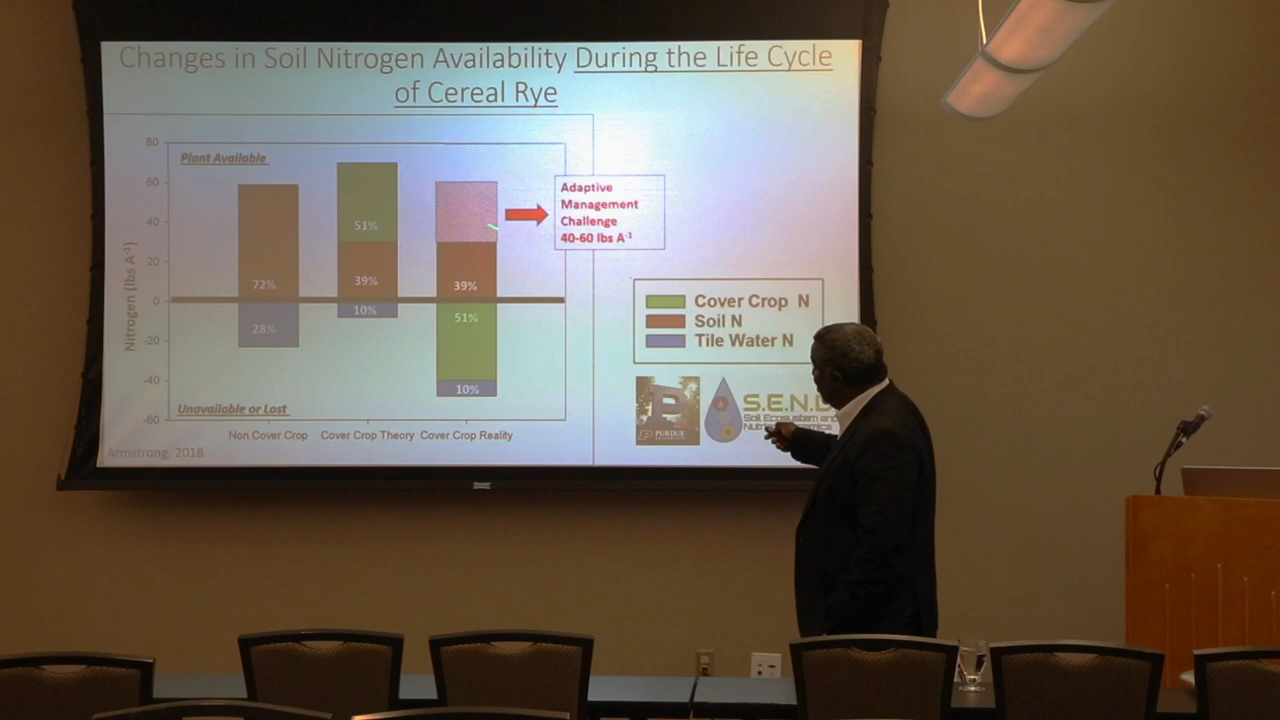 Changes in Soil Nitrogen Availability During the Life Cycle
of Cereal Rye
80
60
40
20
0
-20
-40
-60
Nitrogen (lbs A-1)
Plant Available
Unavailable or Lost
72%
28%
51%
39%
10%
39%
51%
10%
Non Cover Crop
Cover Crop Theory
Cover Crop Reality
Adaptive
Management
Challenge
40-60 lbs A-1
Cover Crop N
Soil N
Tile Water N
P
PURDUE
UNIVERSITY
S.E.N.D
Soil Ecosystem and
Armstrong, 2018